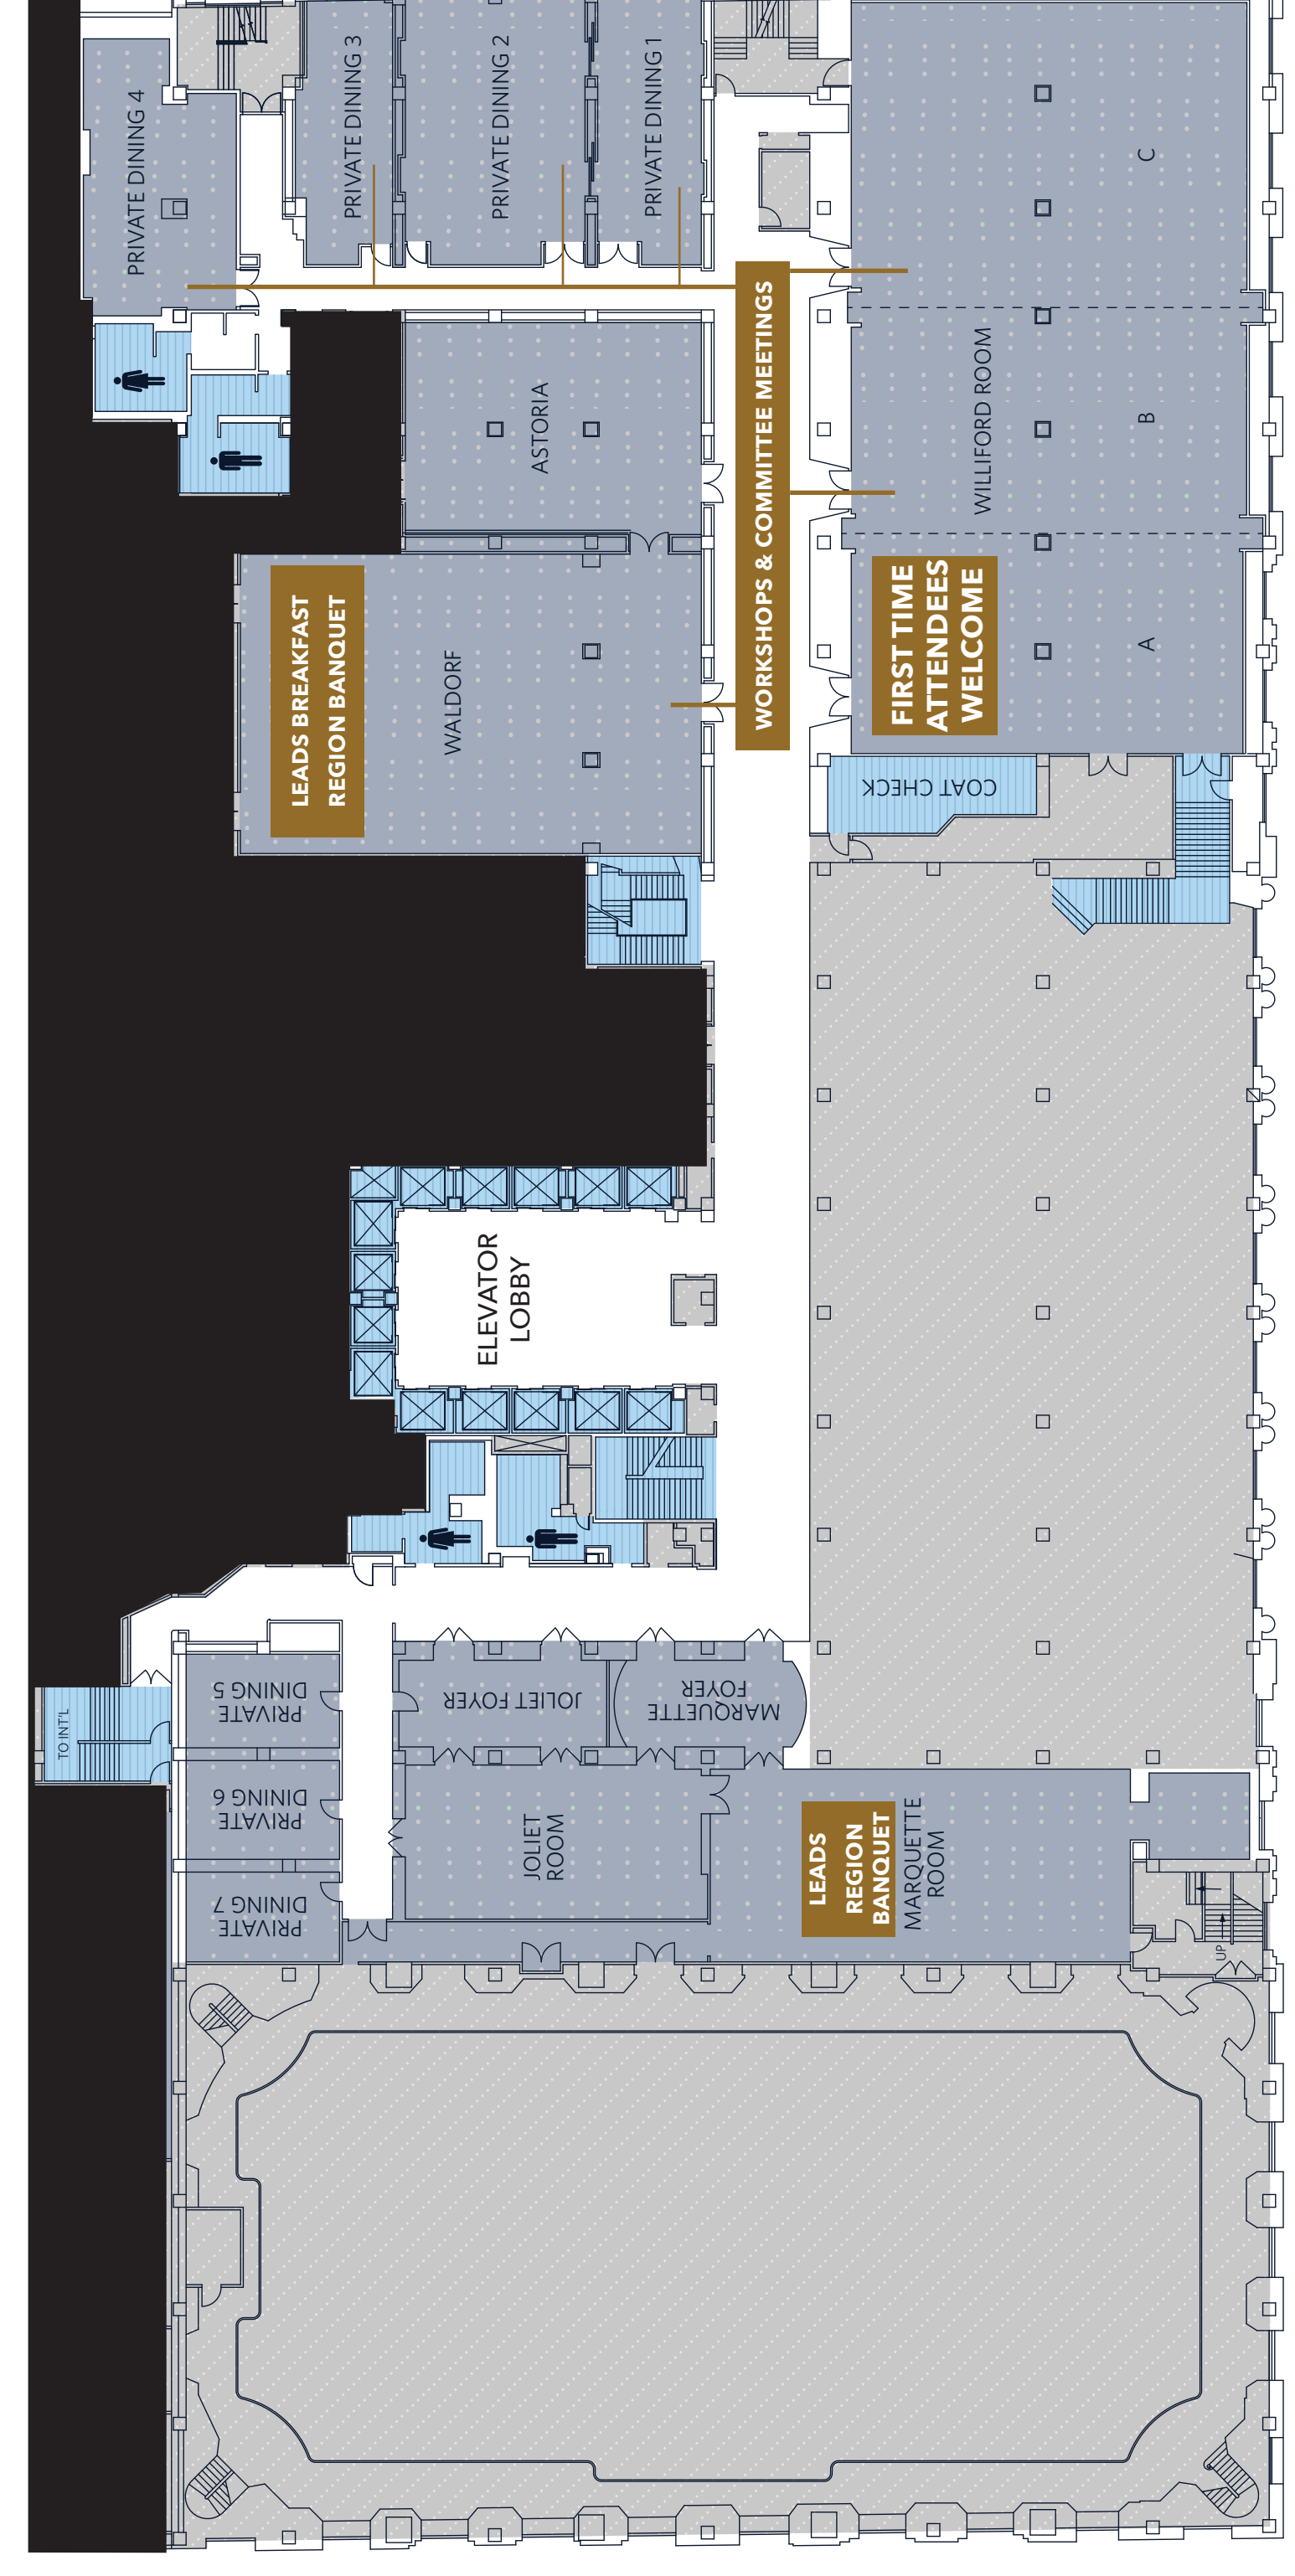 PRIVATE DINING 4
PRIVATE DINING 3
PRIVATE DINING 2
PRIVATE DINING 1
C
WORKSHOPS & COMMITTEE MEETINGS
ASTORIA
WILLIFORD ROOM
B
LEADS BREAKFAST
REGION BANQUET
WALDORF
FIRST TIME
ATTENDEES
WELCOME
A
COAT CHECK
ELEVATOR
LOBBY
PRIVATE
DINING 5
JOLIET FOYER
MARQUETTE
FOYER
TO INT'L
PRIVATE
DINING 6
JOLIET
ROOM
LEADS
REGION
BANQUET
MARQUETTE
ROOM
PRIVATE
DINING 7
UP